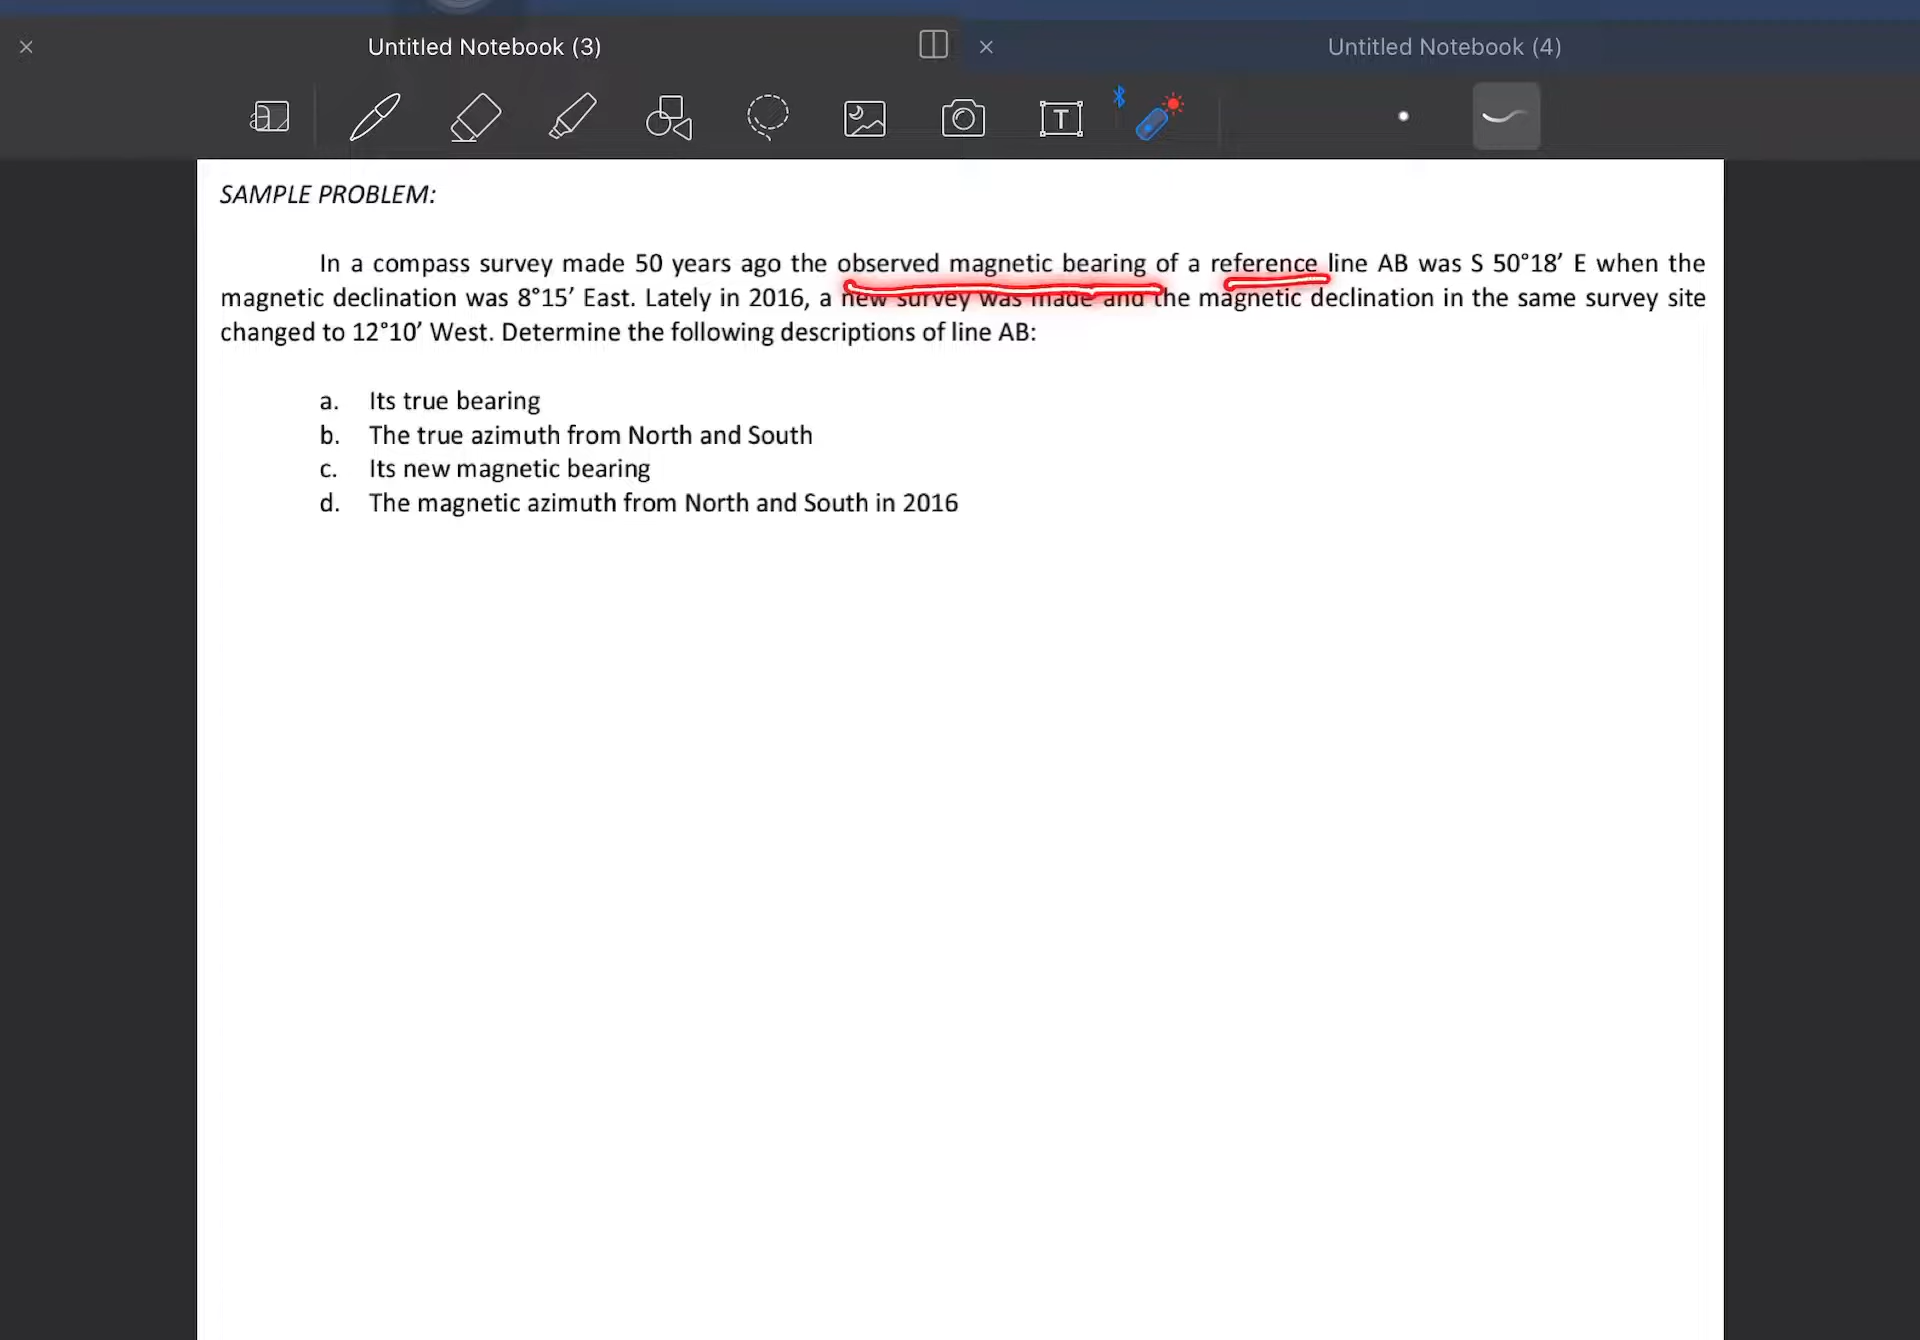 Untitled Notebook (3)
Untitled Notebook (4)
SAMPLE PROBLEM:
In a compass survey made 50 years ago the observed magnetic bearing of a reference line AB was S 50°18’ E when the
magnetic declination was 8°15’ East. Lately in 2016, a new survey was made and the magnetic declination in the same survey site
changed to 12°10’ West. Determine the following descriptions of line AB:
a. Its true bearing
b. The true azimuth from North and South
c. Its new magnetic bearing
d. The magnetic azimuth from North and South in 2016